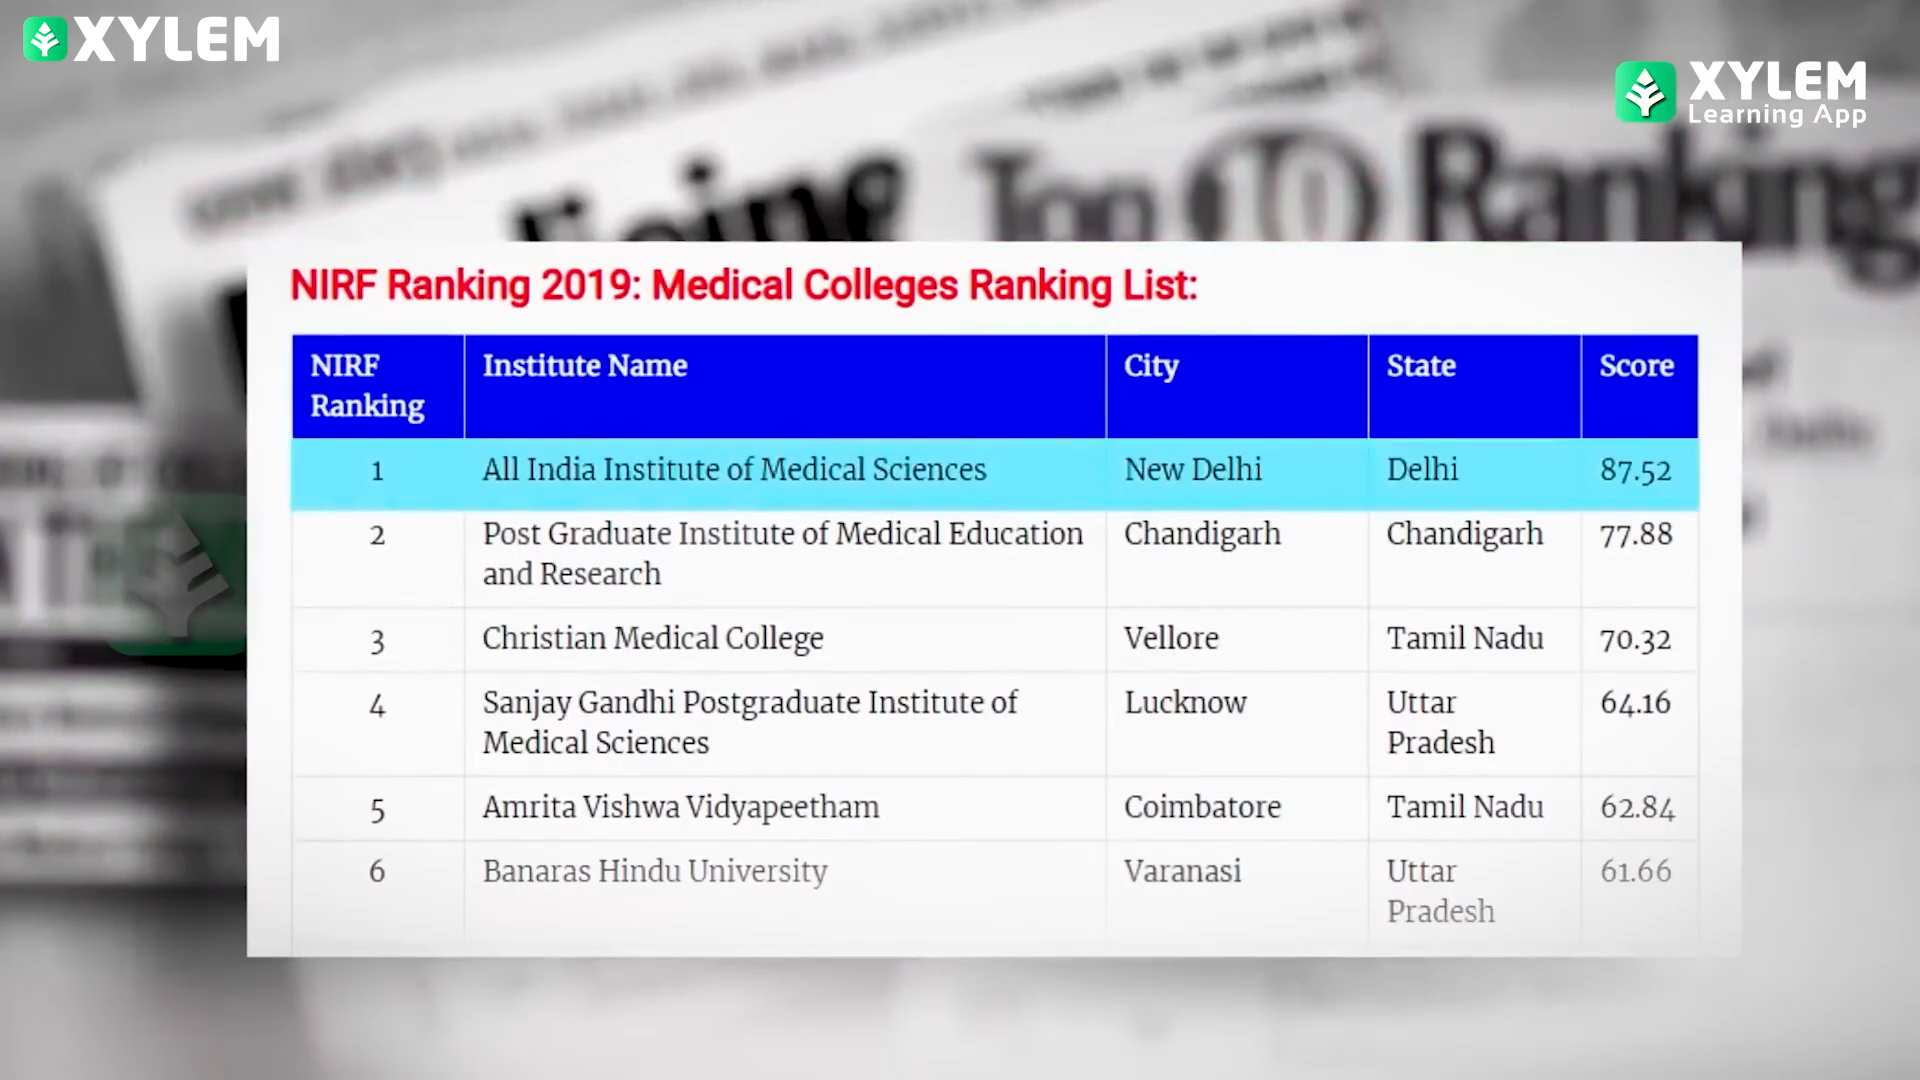 XYLEM
XYLEM
Learning App
Top 10 Ranking
NIRF Ranking 2019: Medical Colleges Ranking List:
NIRF Ranking Institute Name City State Score
1 All India Institute of Medical Sciences New Delhi Delhi 87.52
2 Post Graduate Institute of Medical Education and Research Chandigarh Chandigarh 77.88
3 Christian Medical College Vellore Tamil Nadu 70.32
4 Sanjay Gandhi Postgraduate Institute of Medical Sciences Lucknow Uttar Pradesh 64.16
5 Amrita Vishwa Vidyapeetham Coimbatore Tamil Nadu 62.84
6 Banaras Hindu University Varanasi Uttar Pradesh 61.66